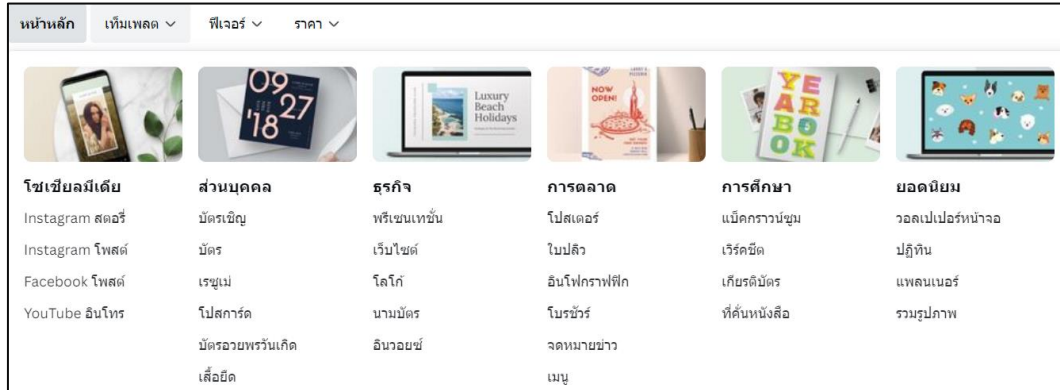 หน้าหลัก เท็มเพลต ฟีเจอร์ ราคา
09
27
'18
Luxury
Beach
Holidays
NOW
OPEN!
YE
AR
BO
OK
โซเชียลมีเดีย
Instagram สตอรี่
Instagram โพสต์
Facebook โพสต์
YouTube อินโทร
ส่วนบุคคล
บัตรเชิญ
บัตร
เรซูเม่
โปสการ์ด
บัตรอวยพรวันเกิด
เสื้อยืด
ธุรกิจ
พรีเซนเทชั่น
เว็บไซต์
โลโก้
นามบัตร
อินวอยซ์
การตลาด
โปสเตอร์
ใบปลิว
อินโฟกราฟฟิก
โบรชัวร์
จดหมายข่าว
เมนู
การศึกษา
แบ็คกราวน์ซูม
เวิร์คชีต
เกียรติบัตร
ที่คั่นหนังสือ
ยอดนิยม
วอลเปเปอร์หน้าจอ
ปฏิทิน
แพลนเนอร์
รวมรูปภาพ